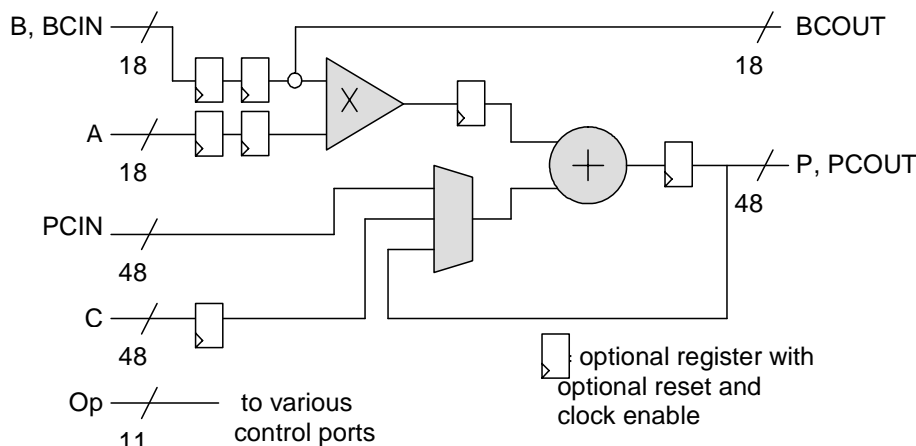 B, BCIN
18
BCOUT
18
X
A
18
+
P, PCOUT
48
PCIN
48
C
48
= optional register with
optional reset and
clock enable
Op
11
to various
control ports